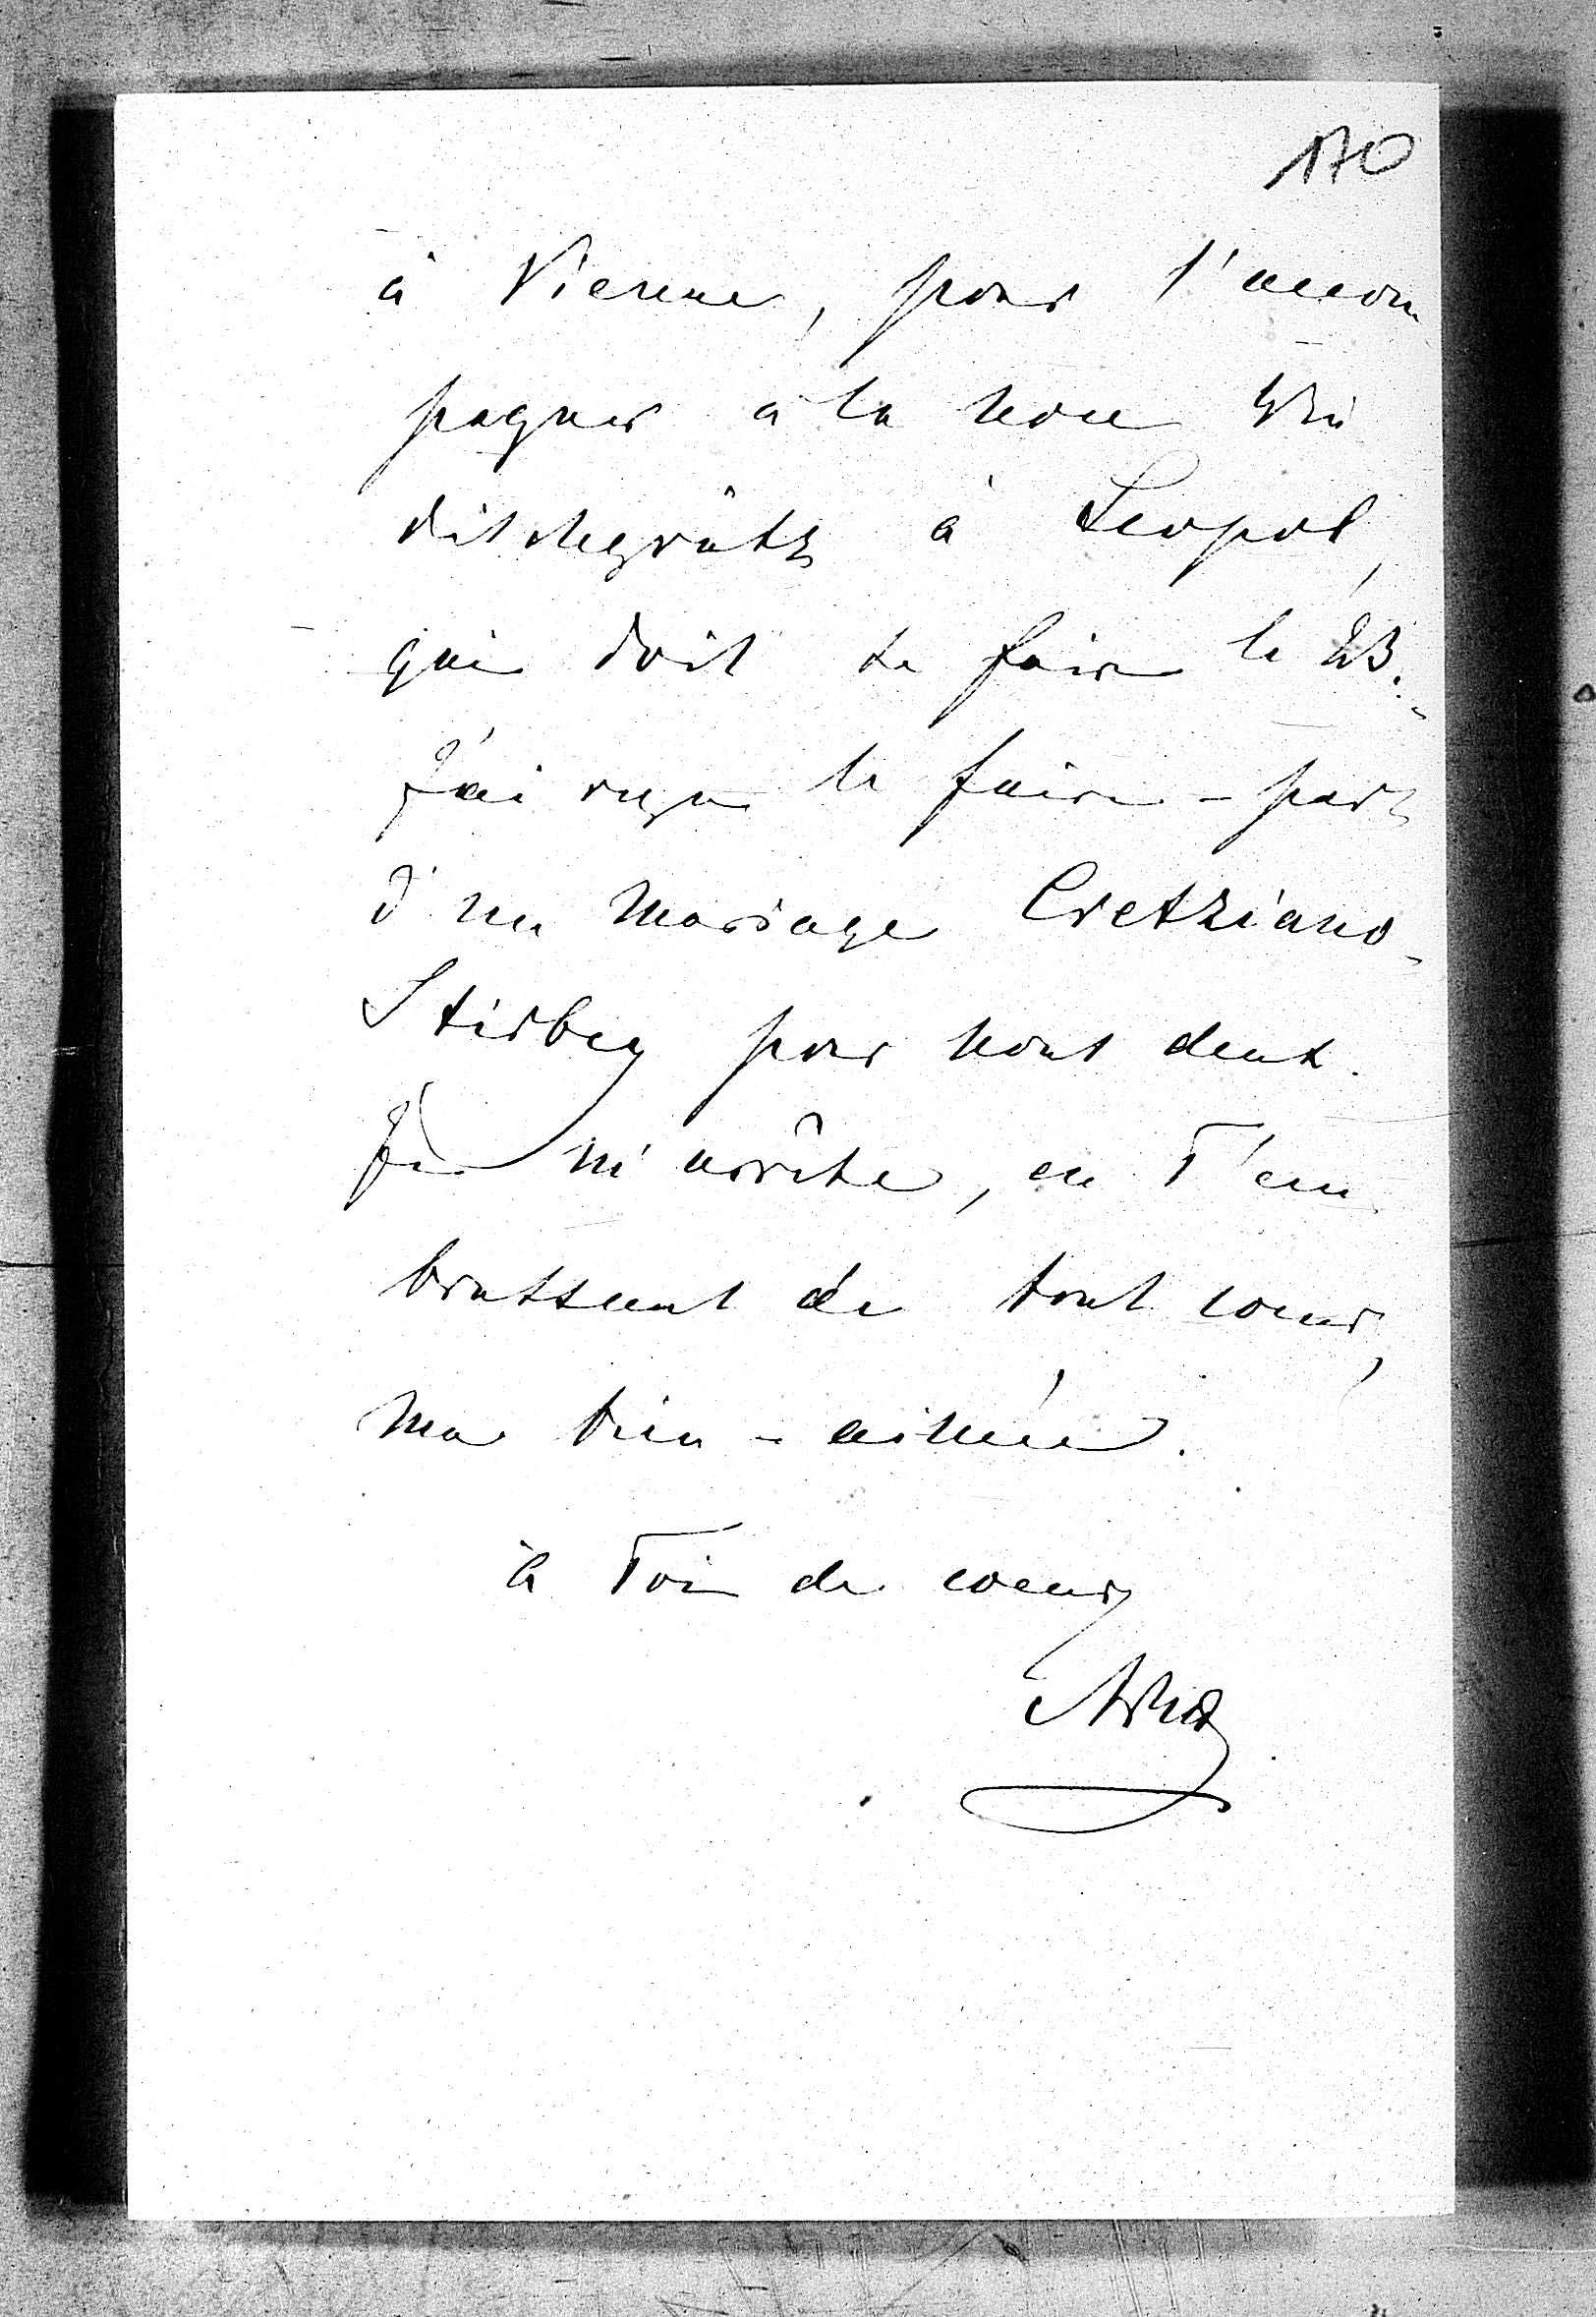 170
à Vienne, pour l'accom
pagner à la noce Win
dischgrätz à Leopol,
qui doit se faire le 23.-
J'ai reçu le faire-part
d'un mariage Cretziano-
Stirbey pour nous deux.
Je m'arrête, en T'em
brassant de tout coeur,
ma bien-aimée.
à Toi de coeur